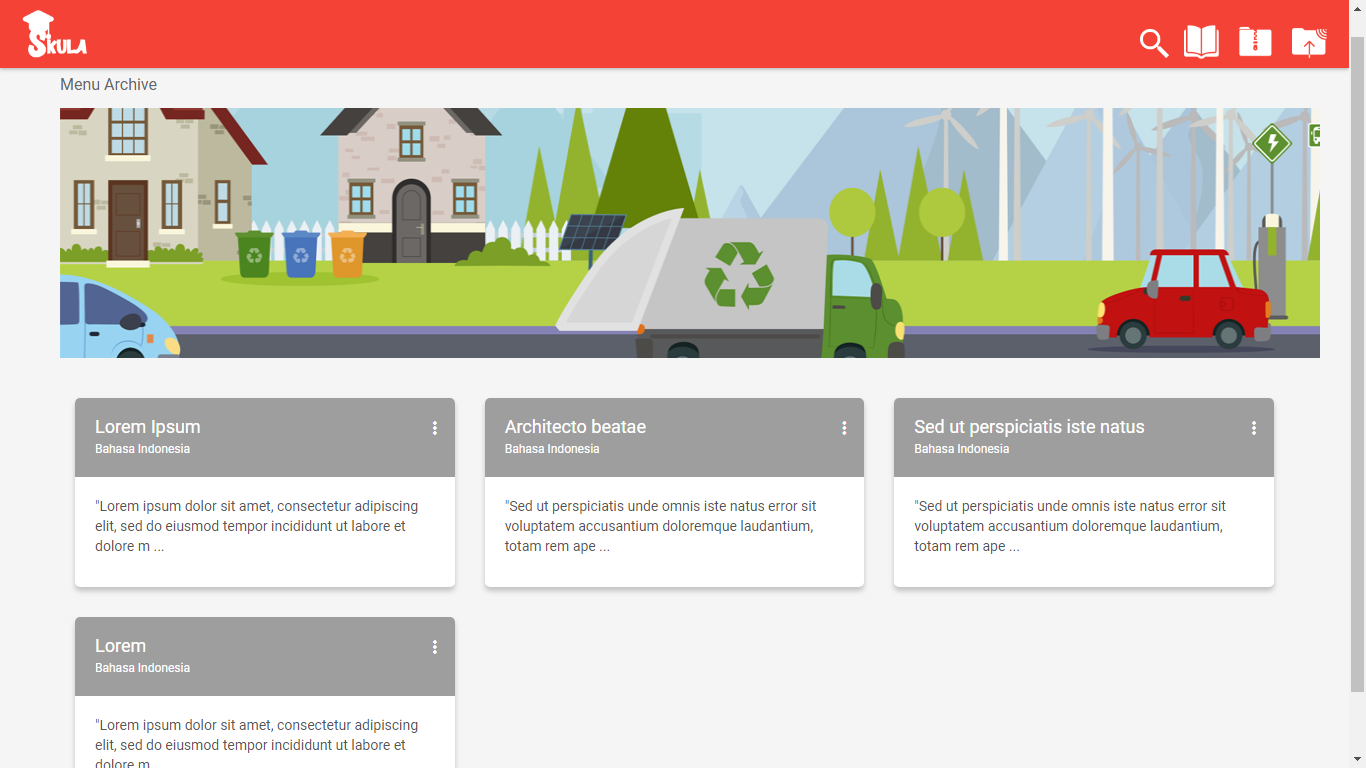 SKULA
Menu Archive
Lorem Ipsum
Bahasa Indonesia
"Lorem ipsum dolor sit amet, consectetur adipiscing
elit, sed do eiusmod tempor incididunt ut labore et
dolore m ...
Architecto beatae
Bahasa Indonesia
"Sed ut perspiciatis unde omnis iste natus error sit
voluptatem accusantium doloremque laudantium,
totam rem ape ...
Sed ut perspiciatis iste natus
Bahasa Indonesia
"Sed ut perspiciatis unde omnis iste natus error sit
voluptatem accusantium doloremque laudantium,
totam rem ape ...
Lorem
Bahasa Indonesia
"Lorem ipsum dolor sit amet, consectetur adipiscing
elit, sed do eiusmod tempor incididunt ut labore et
dolore m ...